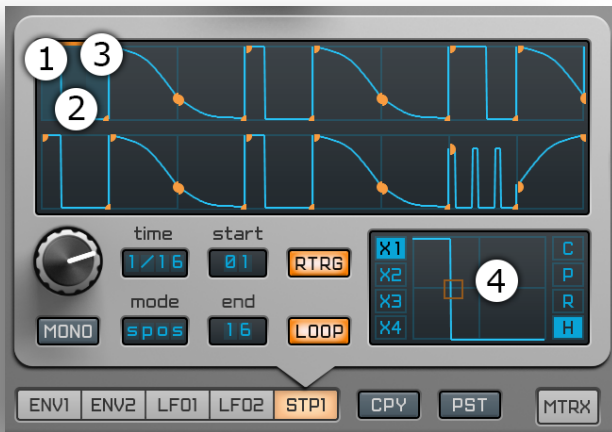 1 3
2
time start
1/16 01 RTRG
mode end
MONO spos 16 LOOP
X1 C
X2 4 P
X3 R
X4 H
ENV1 ENV2 LFO1 LFO2 STP1 CPY PST MTRX